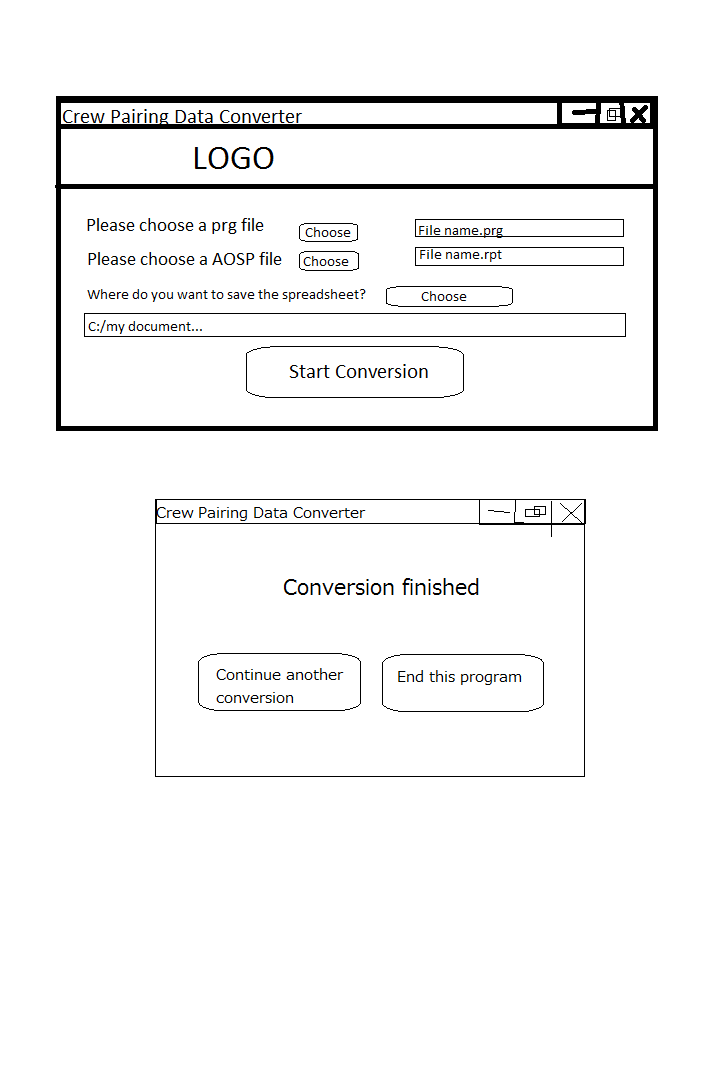 Crew Pairing Data Converter
LOGO
Please choose a prg file
Choose
File name.prg
Please choose a AOSP file
Choose
File name.rpt
Where do you want to save the spreadsheet?
Choose
C:/my document...
Start Conversion
Crew Pairing Data Converter
Conversion finished
Continue another
conversion
End this program